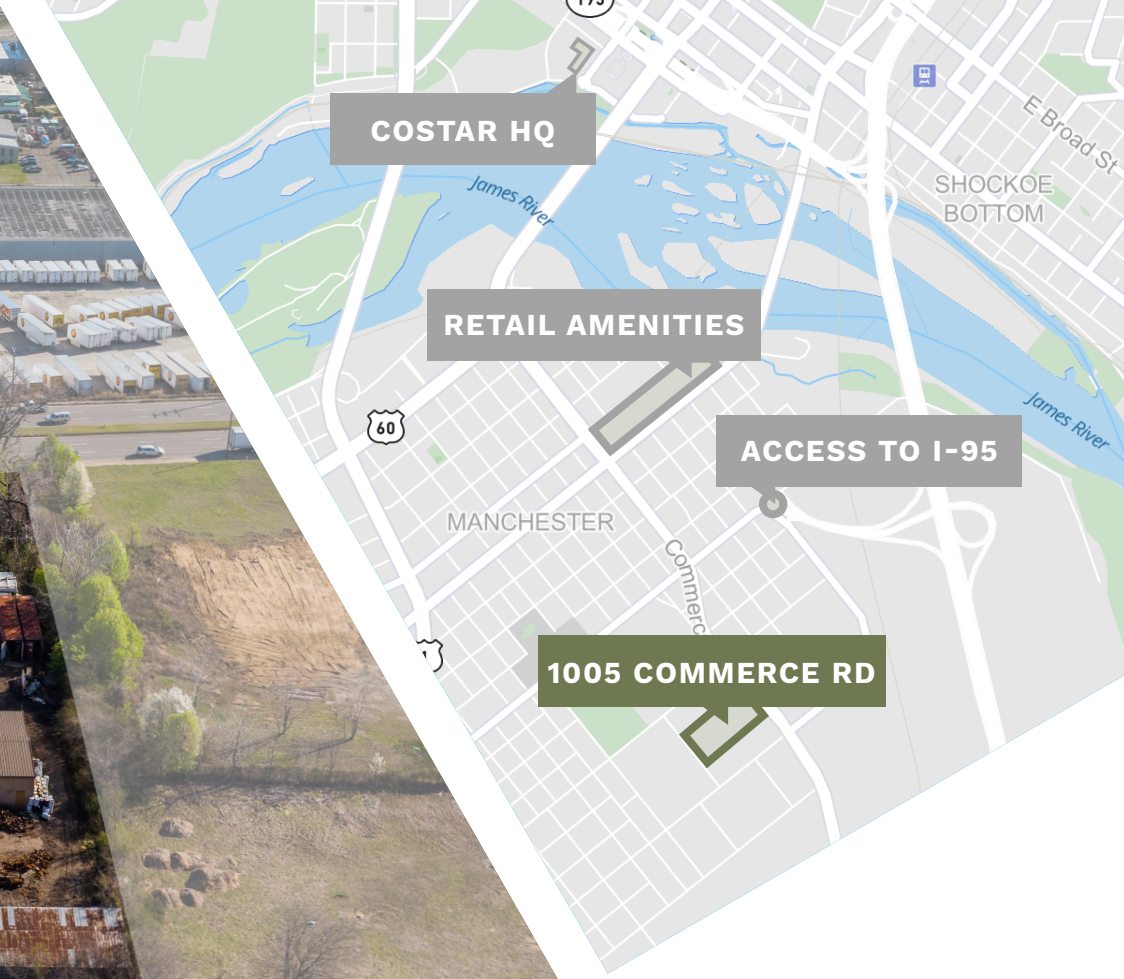 COSTAR HQ
E Broad St
SHOCKOE
BOTTOM
James River
RETAIL AMENITIES
James River
60
ACCESS TO I-95
MANCHESTER
Commerc
1005 COMMERCE RD